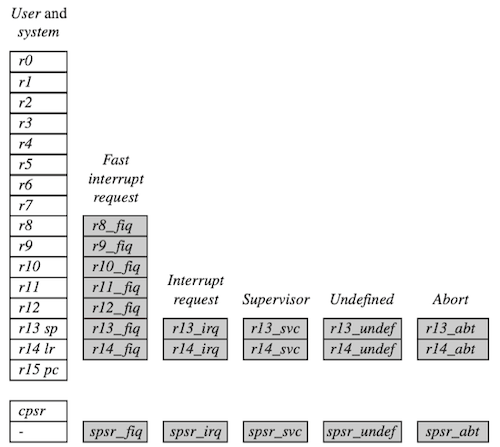 User and
system
r0
r1
r2
r3
r4
r5
r6
r7
Fast
interrupt
request
r8 r8_fiq
r9 r9_fiq
r10 r10_fiq
r11 r11_fiq
r12 r12_fiq
Interrupt
request Supervisor Undefined Abort
r13 sp r13_fiq r13_irq r13_svc r13_undef r13_abt
r14 lr r14_fiq r14_irq r14_svc r14_undef r14_abt
r15 pc
cpsr
- spsr_fiq spsr_irq spsr_svc spsr_undef spsr_abt